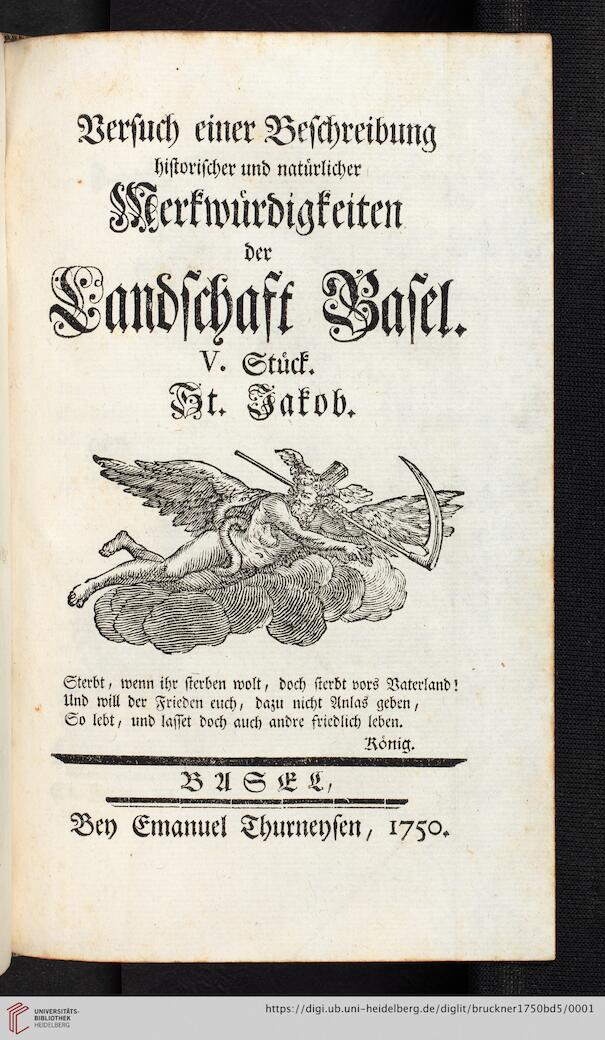 Versuch einer Beschreibung
historischer und natürlicher
Merkwürdigkeiten
der
Landschaft Basel.
V. Stück.
St. Jakob.
Sterbt, wenn ihr sterben wolt, doch sterbt vors Vaterland!
Und will der Frieden euch, dazu nicht Anlas geben,
So lebt, und lasset doch auch andre friedlich leben.
König.
BASEL,
Bey Emanuel Thurneysen, 1750.
UNIVERSITÄTS-
BIBLIOTHEK
HEIDELBERG
https://digi.ub.uni-heidelberg.de/diglit/bruckner1750bd5/0001